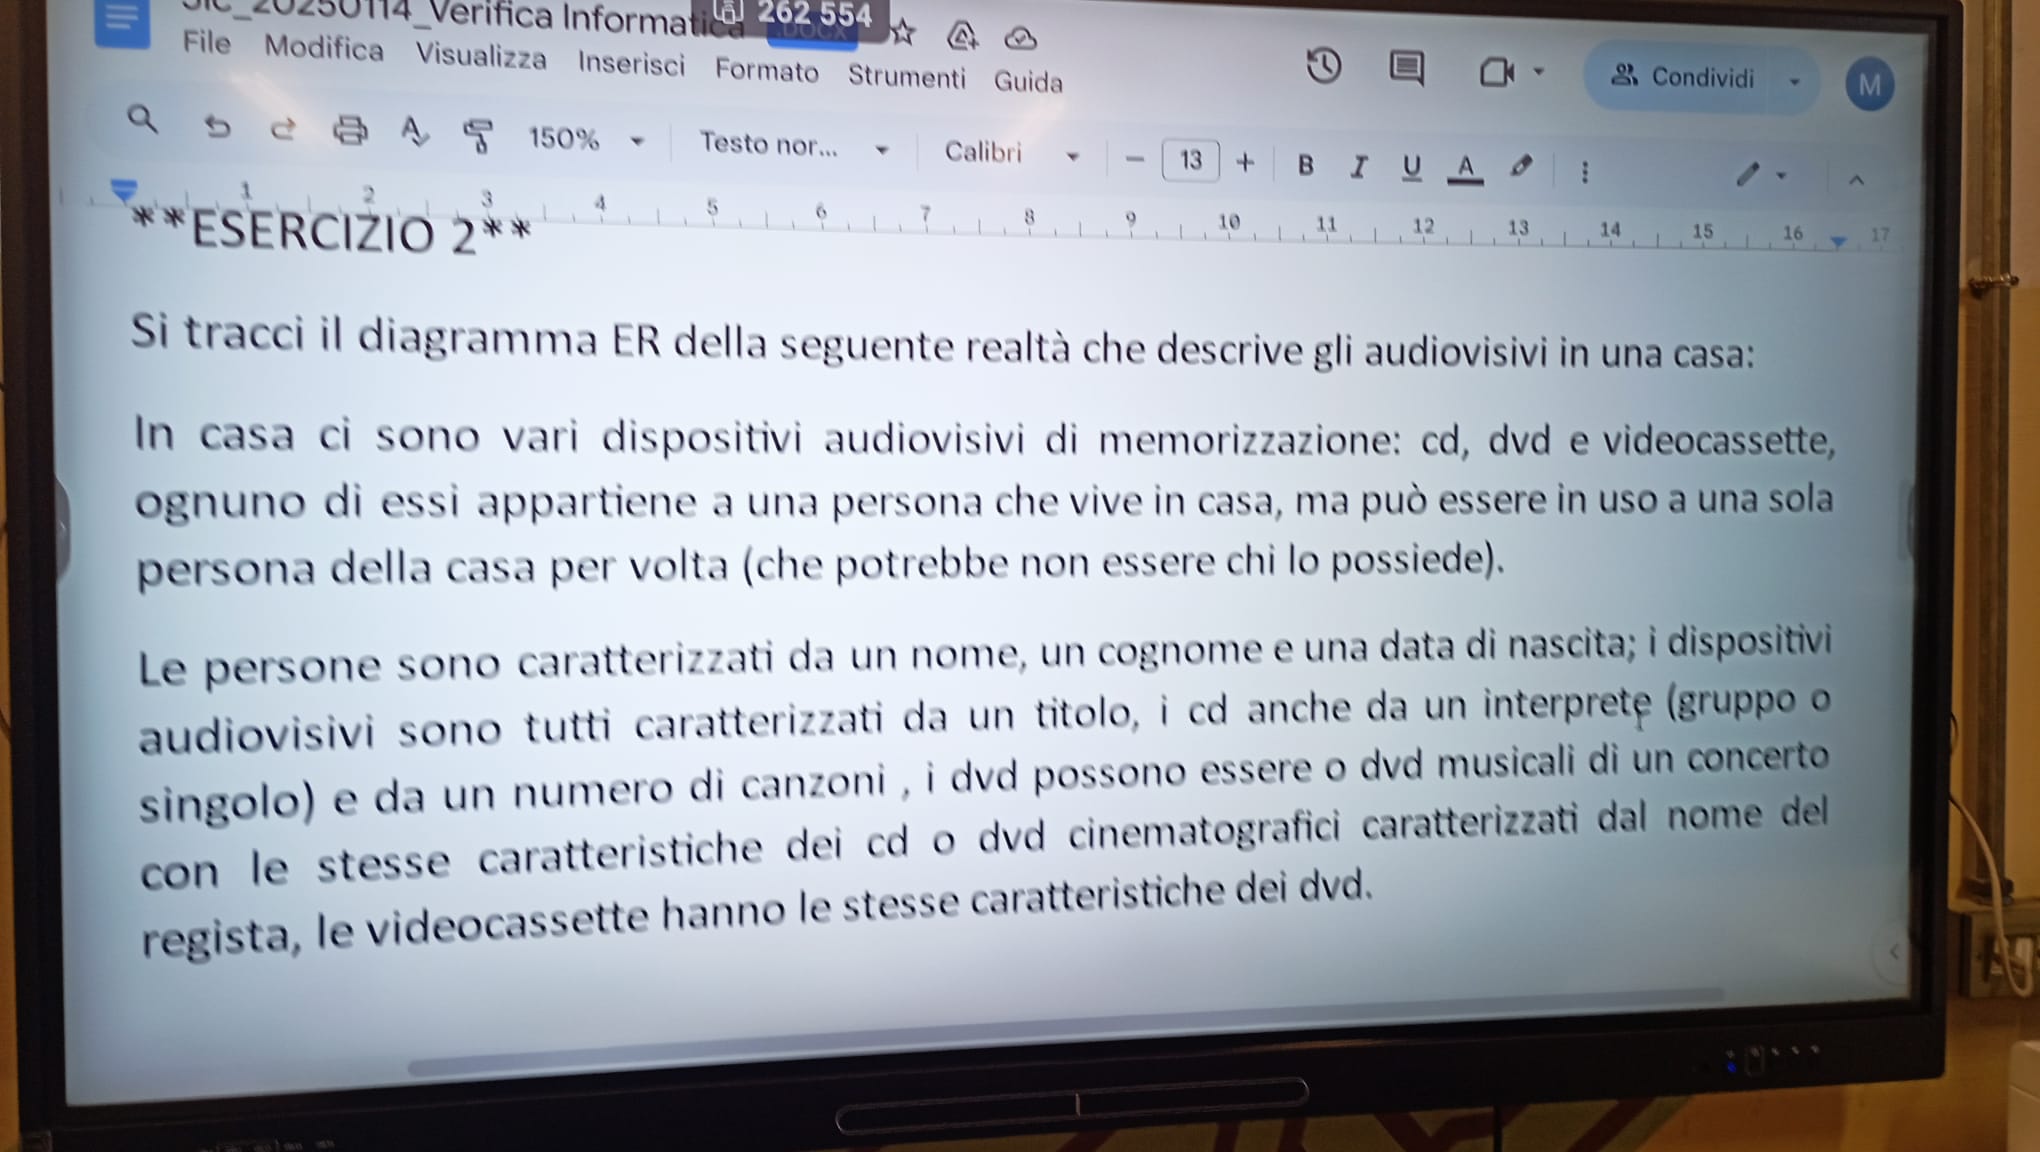 _20250114_Verifica Informatica .DOCX
262 554
File Modifica Visualizza Inserisci Formato Strumenti Guida
Condividi
M
150% Testo nor... Calibri − 13 + B I U A
1 2 3 4 5 6 7 8 9 10 11 12 13 14 15 16 17
**ESERCIZIO 2**
Si tracci il diagramma ER della seguente realtà che descrive gli audiovisivi in una casa:
In casa ci sono vari dispositivi audiovisivi di memorizzazione: cd, dvd e videocassette,
ognuno di essi appartiene a una persona che vive in casa, ma può essere in uso a una sola
persona della casa per volta (che potrebbe non essere chi lo possiede).
Le persone sono caratterizzati da un nome, un cognome e una data di nascita; i dispositivi
audiovisivi sono tutti caratterizzati da un titolo, i cd anche da un interprete (gruppo o
singolo) e da un numero di canzoni , i dvd possono essere o dvd musicali di un concerto
con le stesse caratteristiche dei cd o dvd cinematografici caratterizzati dal nome del
regista, le videocassette hanno le stesse caratteristiche dei dvd.